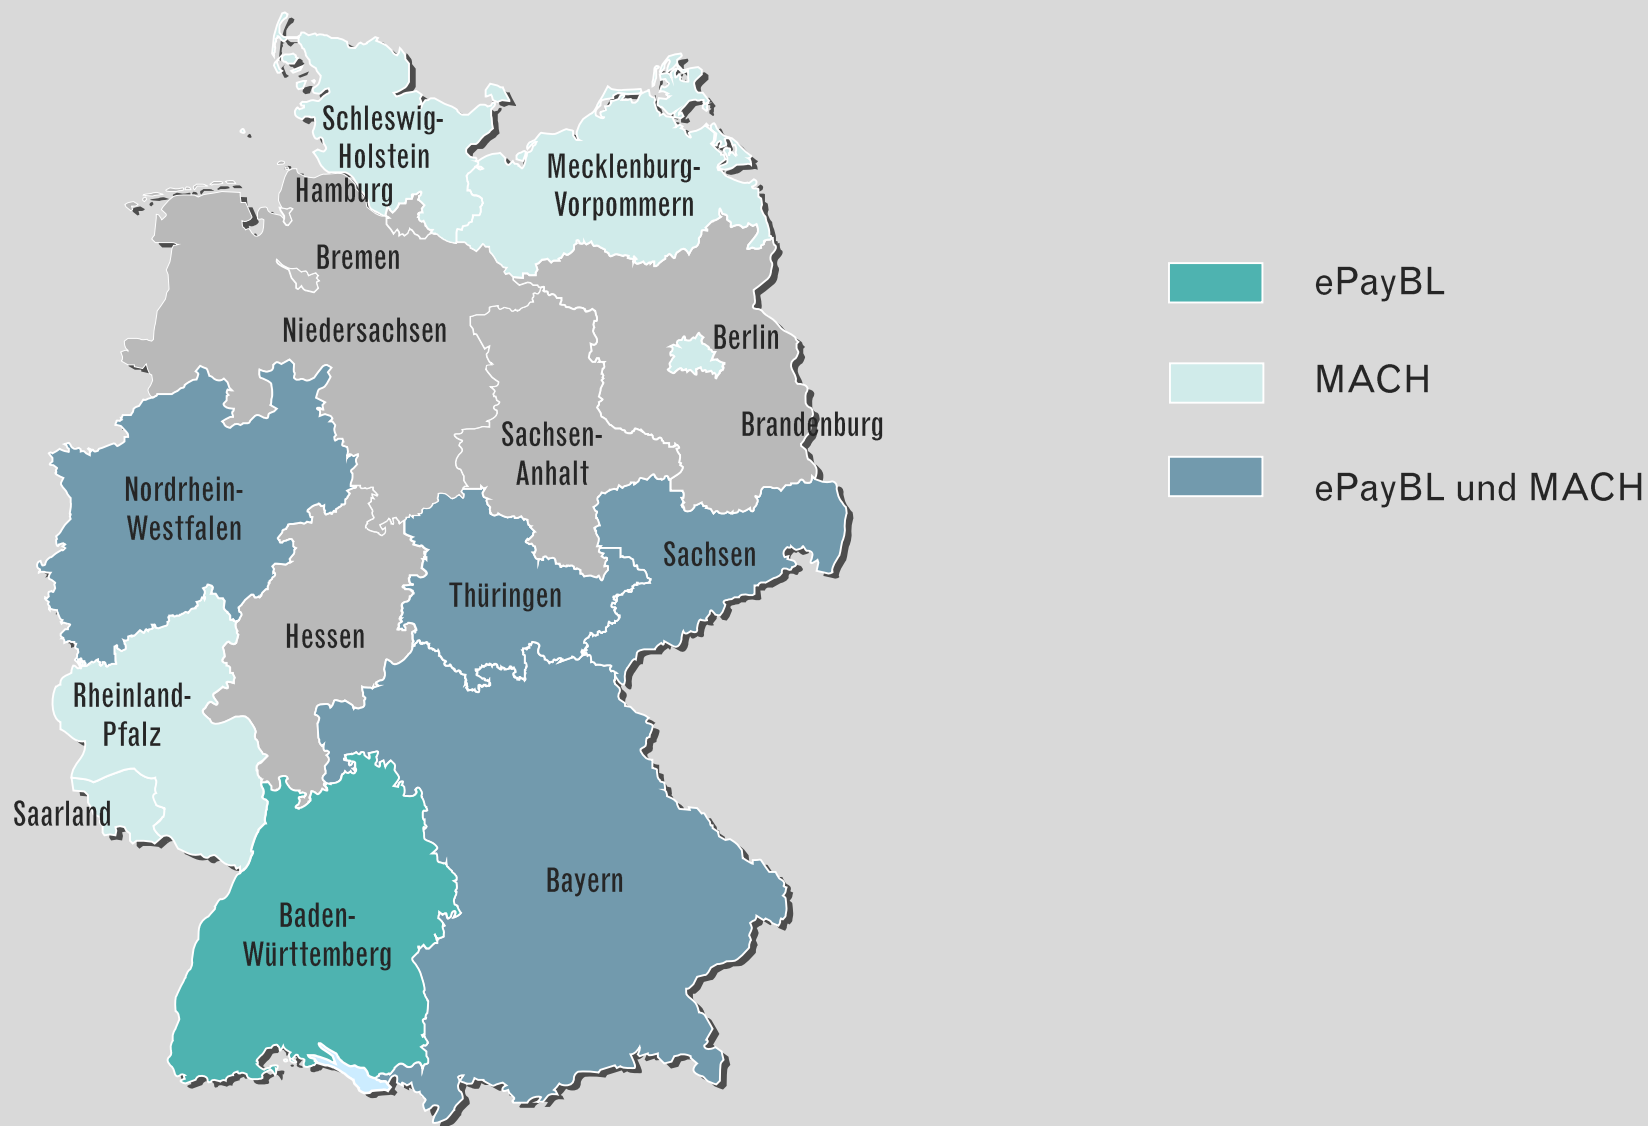 Schleswig-
Holstein
Mecklenburg-
Vorpommern
Hamburg
Bremen
Niedersachsen
Berlin
Brandenburg
Sachsen-
Anhalt
Nordrhein-
Westfalen
Sachsen
Thüringen
Hessen
Rheinland-
Pfalz
Saarland
Bayern
Baden-
Württemberg
ePayBL
MACH
ePayBL und MACH